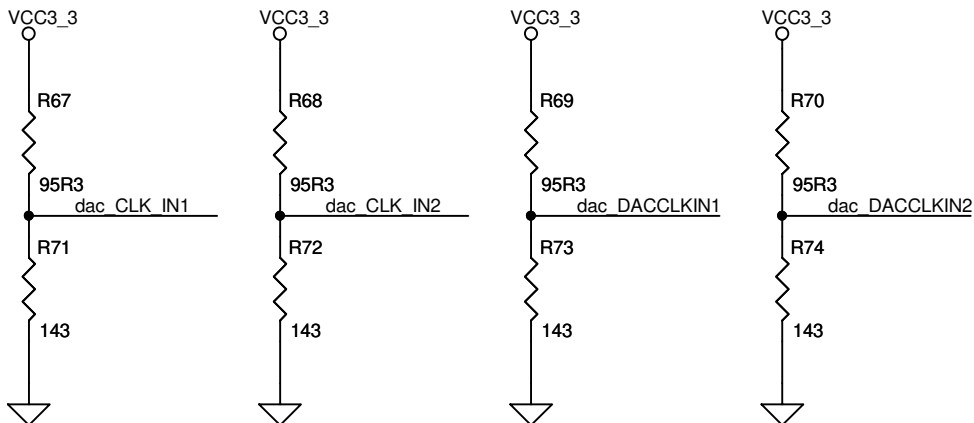 VCC3_3 VCC3_3 VCC3_3 VCC3_3
R67 R68 R69 R70
95R3 95R3 95R3 95R3
dac_CLK_IN1 dac_CLK_IN2 dac_DACCLKIN1 dac_DACCLKIN2
R71 R72 R73 R74
143 143 143 143